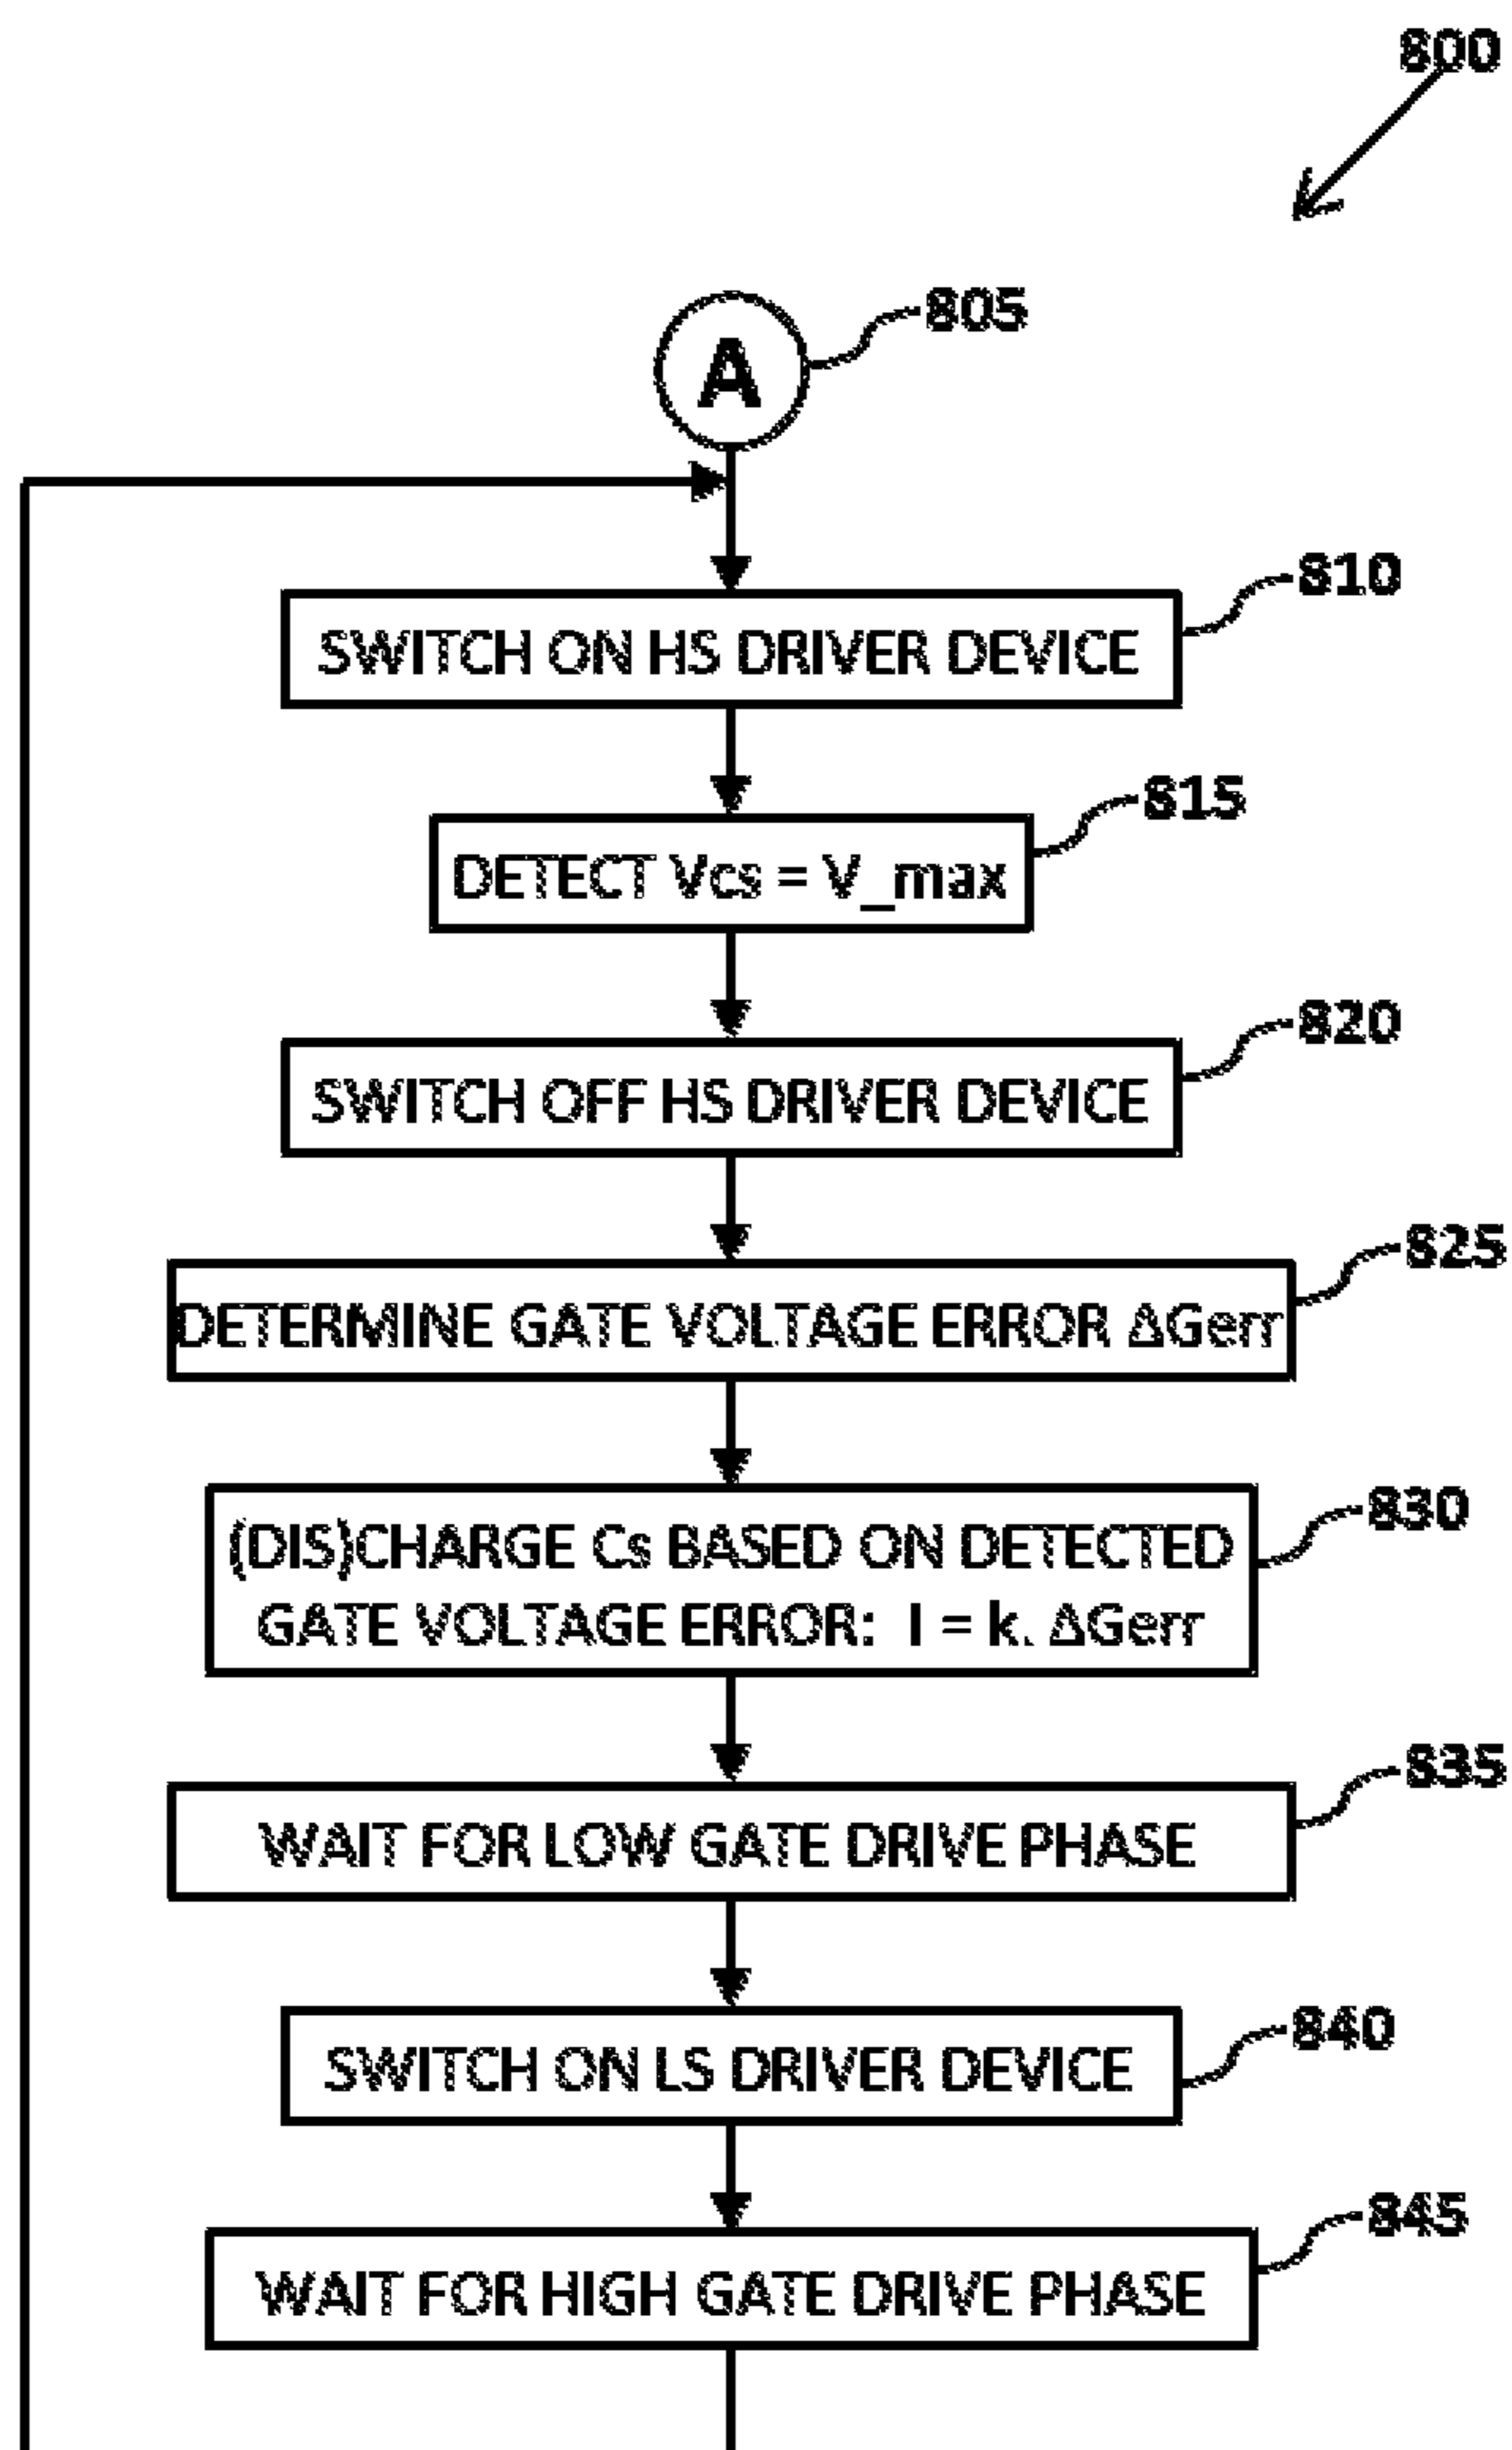 800
A
805
SWITCH ON HS DRIVER DEVICE
810
DETECT Vcs = V_max
815
SWITCH OFF HS DRIVER DEVICE
820
DETERMINE GATE VOLTAGE ERROR ΔGerr
825
(DIS)CHARGE Cs BASED ON DETECTED
GATE VOLTAGE ERROR: I = k. ΔGerr
830
WAIT FOR LOW GATE DRIVE PHASE
835
SWITCH ON LS DRIVER DEVICE
840
WAIT FOR HIGH GATE DRIVE PHASE
845